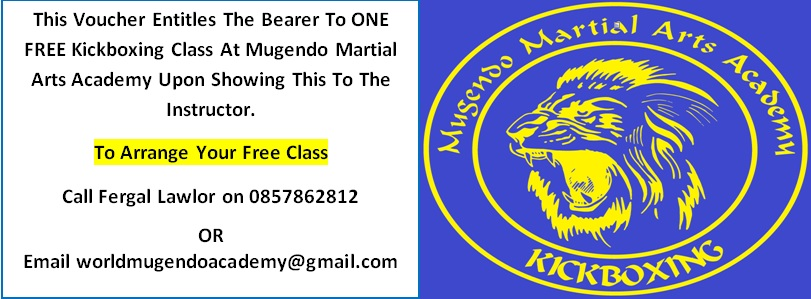 This Voucher Entitles The Bearer To ONE
FREE Kickboxing Class At Mugendo Martial
Arts Academy Upon Showing This To The
Instructor.
To Arrange Your Free Class
Call Fergal Lawlor on 0857862812
OR
Email worldmugendoacademy@gmail.com
Mugendo Martial Arts Academy
KICKBOXING